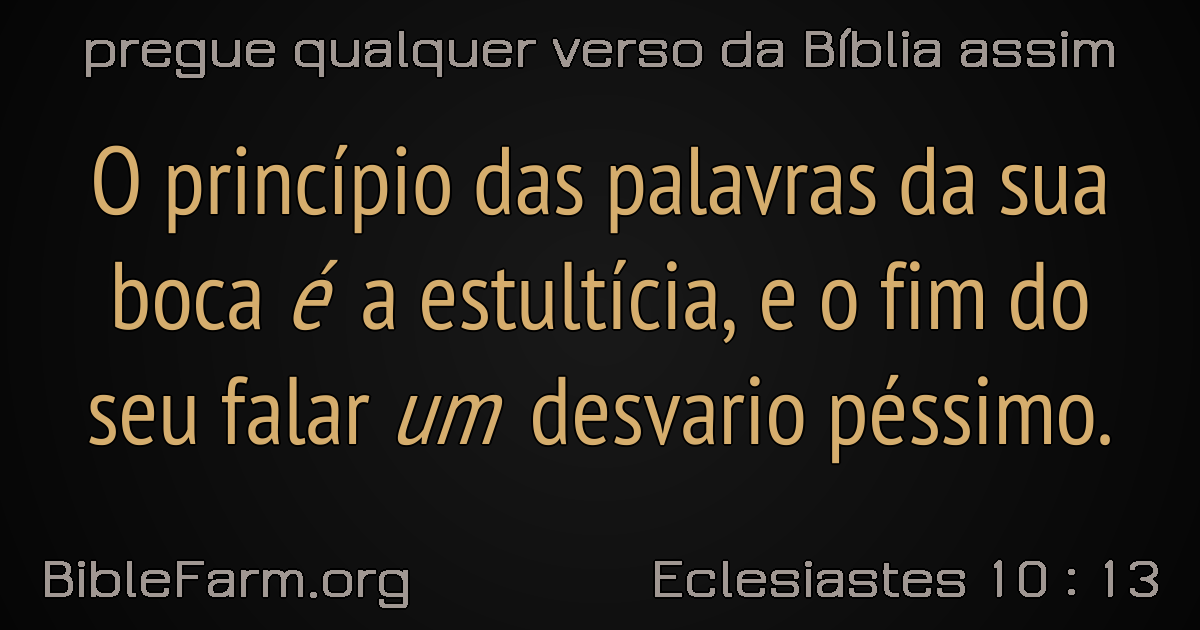 pregue qualquer verso da Bíblia assim
O princípio das palavras da sua
boca é a estultícia, e o fim do
seu falar um desvario péssimo.
BibleFarm.org
Eclesiastes 10 : 13